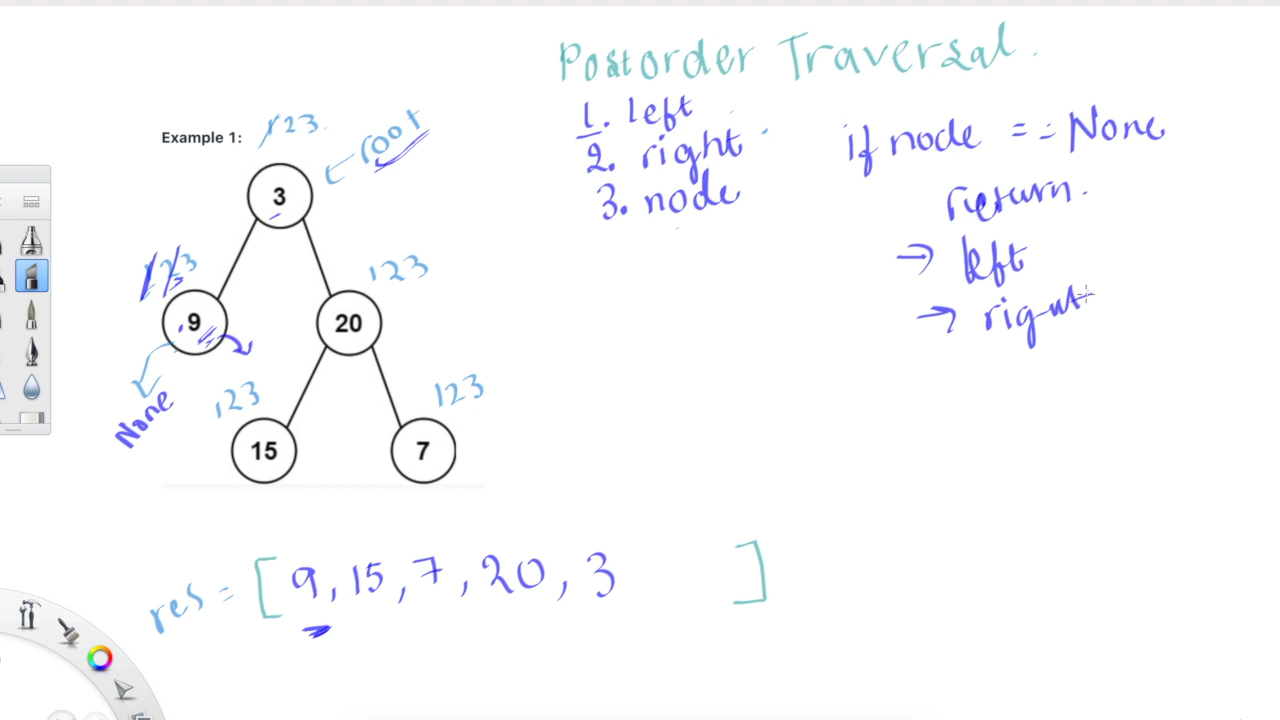 Postorder Traversal.
1. left
2. right
3. node
if node == None
return.
→ left
→ right
Example 1:
123
← root
3
123
123
9
20
None
123
123
15
7
res = [ 9, 15, 7, 20, 3 ]